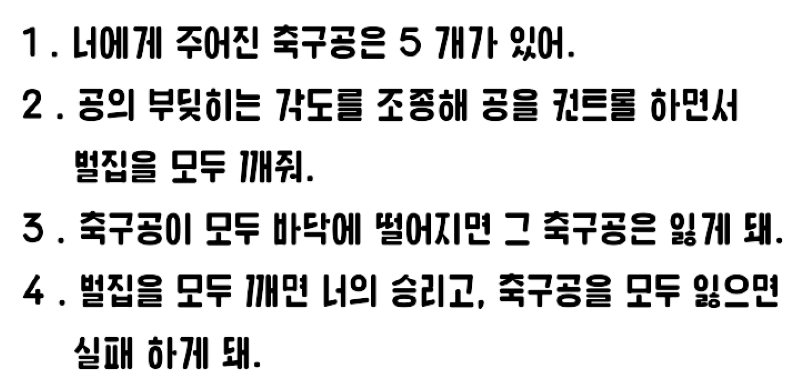 1. 너에게 주어진 축구공은 5 개가 있어.
2. 공의 부딪히는 각도를 조종해 공을 컨트롤 하면서
벌집을 모두 깨줘.
3. 축구공이 모두 바닥에 떨어지면 그 축구공은 잃게 돼.
4. 벌집을 모두 깨면 너의 승리고, 축구공을 모두 잃으면
실패 하게 돼.